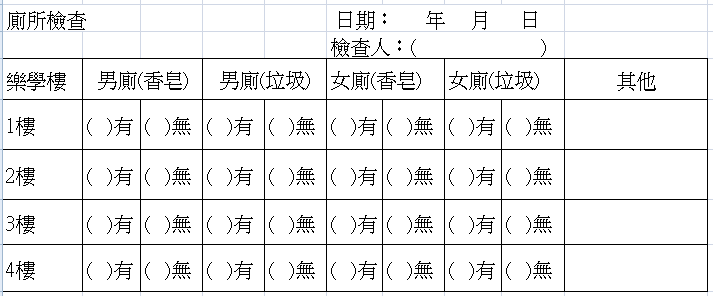 廁所檢查 日期： 年 月 日
檢查人：( )
樂學樓 男廁(香皂) 男廁(垃圾) 女廁(香皂) 女廁(垃圾) 其他
1樓 ( )有 ( )無 ( )有 ( )無 ( )有 ( )無 ( )有 ( )無
2樓 ( )有 ( )無 ( )有 ( )無 ( )有 ( )無 ( )有 ( )無
3樓 ( )有 ( )無 ( )有 ( )無 ( )有 ( )無 ( )有 ( )無
4樓 ( )有 ( )無 ( )有 ( )無 ( )有 ( )無 ( )有 ( )無